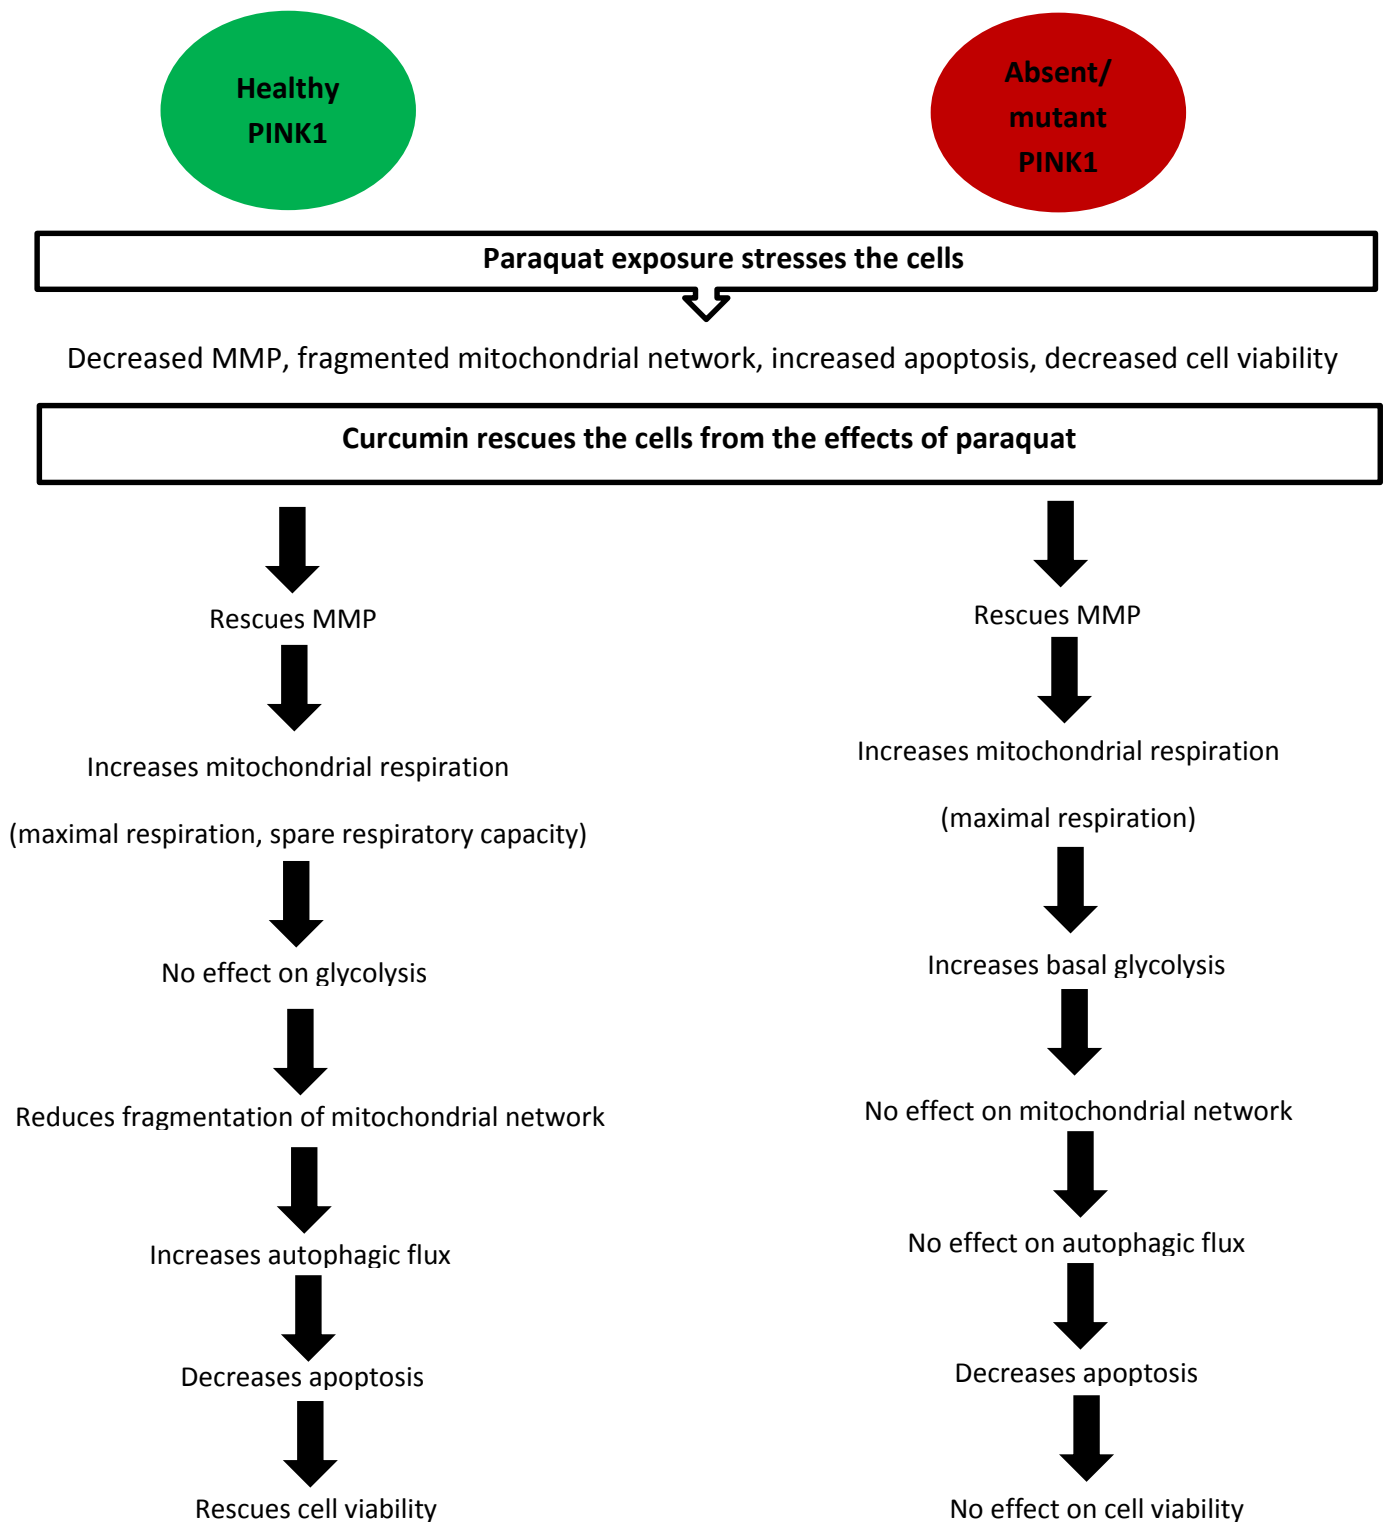 Healthy
PINK1
Absent/
mutant
PINK1
Paraquat exposure stresses the cells
Decreased MMP, fragmented mitochondrial network, increased apoptosis, decreased cell viability
Curcumin rescues the cells from the effects of paraquat
Rescues MMP
Increases mitochondrial respiration
(maximal respiration, spare respiratory capacity)
No effect on glycolysis
Reduces fragmentation of mitochondrial network
Increases autophagic flux
Decreases apoptosis
Rescues cell viability
Rescues MMP
Increases mitochondrial respiration
(maximal respiration)
Increases basal glycolysis
No effect on mitochondrial network
No effect on autophagic flux
Decreases apoptosis
No effect on cell viability